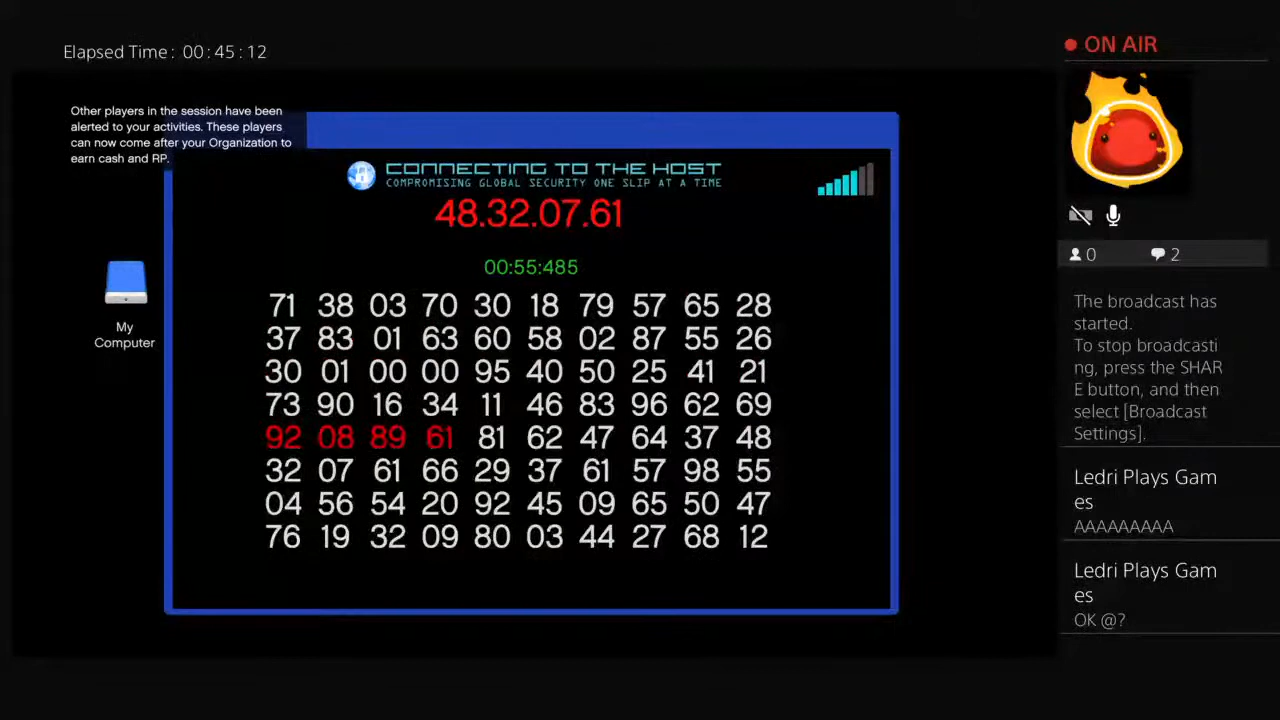 Elapsed Time: 00:45:12
ON AIR
Other players in the session have been
alerted to your activities. These players
can now come after your Organization to
earn cash and RP.
CONNECTING TO THE HOST
COMPROMISING GLOBAL SECURITY ONE SLIP AT A TIME
48.32.07.61
00:55:485
71 38 03 70 30 18 79 57 65 28
37 83 01 63 60 58 02 87 55 26
30 01 00 00 95 40 50 25 41 21
73 90 16 34 11 46 83 96 62 69
92 08 89 61 81 62 47 64 37 48
32 07 61 66 29 37 61 57 98 55
04 56 54 20 92 45 09 65 50 47
76 19 32 09 80 03 44 27 68 12
My
Computer
0 2
The broadcast has
started.
To stop broadcasti
ng, press the SHAR
E button, and then
select [Broadcast
Settings].
Ledri Plays Gam
es
AAAAAAAAA
Ledri Plays Gam
es
OK @?